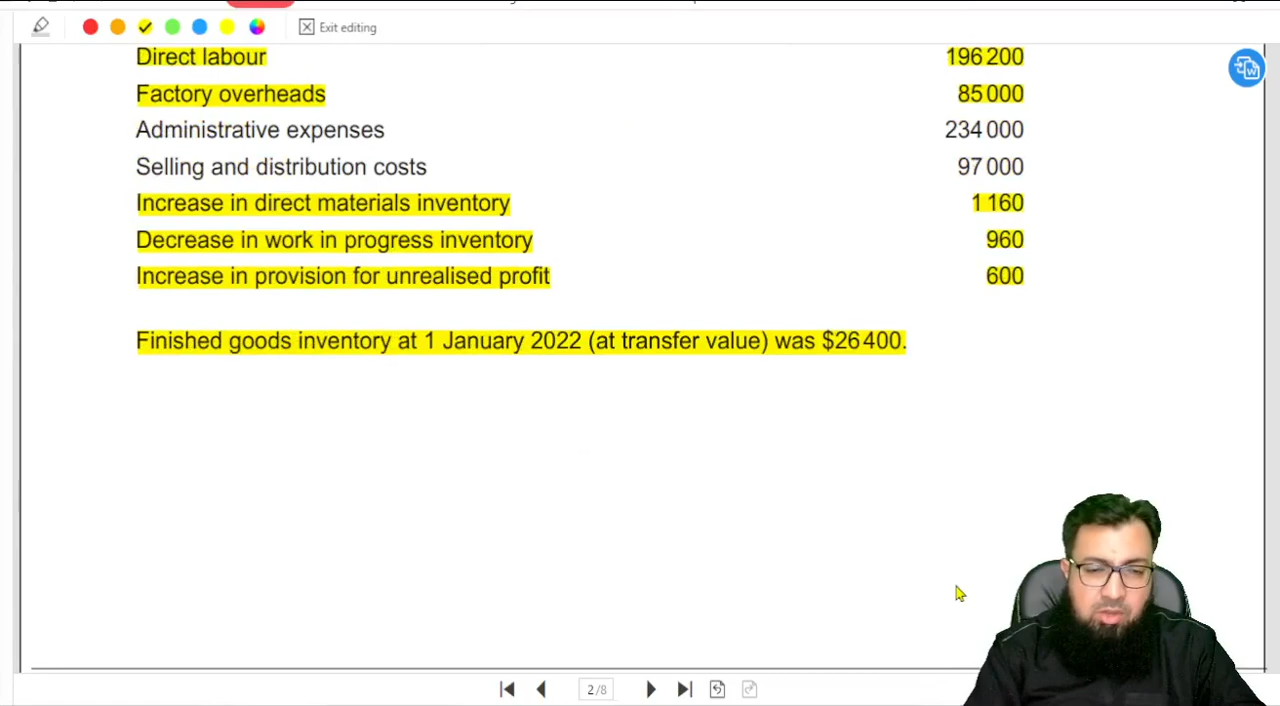 Exit editing
Direct labour 196 200
Factory overheads 85 000
Administrative expenses 234 000
Selling and distribution costs 97 000
Increase in direct materials inventory 1 160
Decrease in work in progress inventory 960
Increase in provision for unrealised profit 600
Finished goods inventory at 1 January 2022 (at transfer value) was $26 400.
2/8